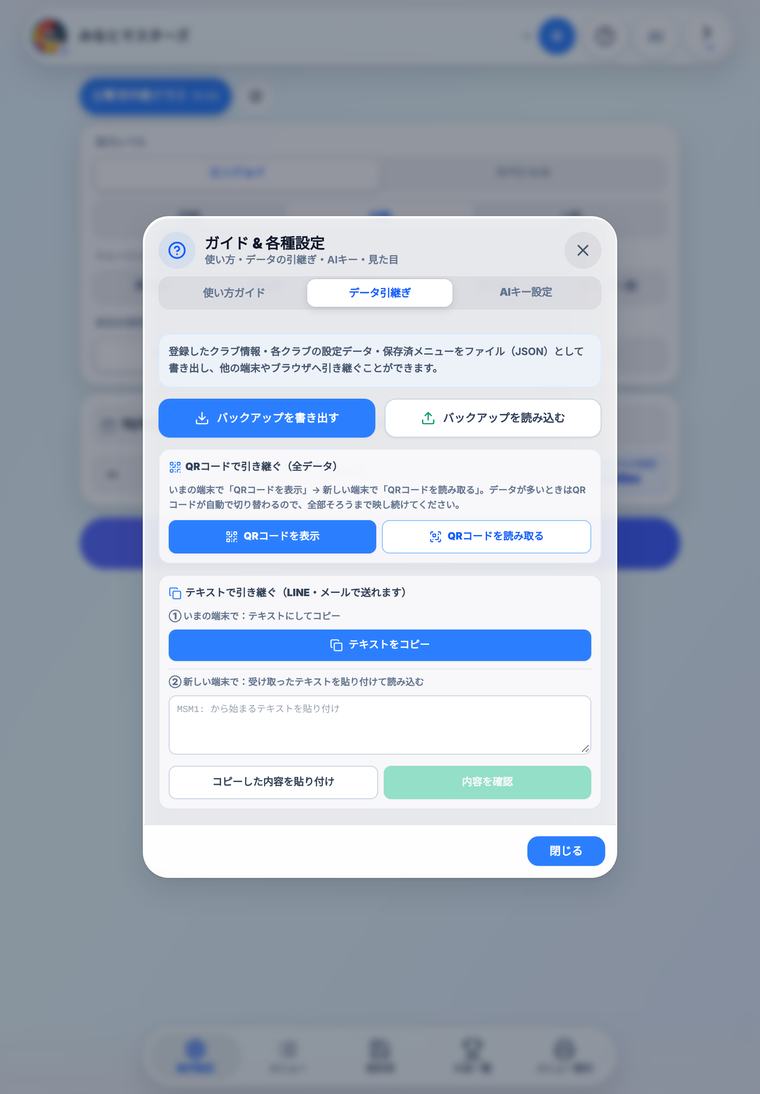 みなとマスターズ
ガイド & 各種設定
使い方・データの引継ぎ・AIキー・見た目
使い方ガイド
データ引継ぎ
AIキー設定
登録したクラブ情報・各クラブの設定データ・保存済メニューをファイル（JSON）として
書き出し、他の端末やブラウザへ引き継ぐことができます。
バックアップを書き出す
バックアップを読み込む
QRコードで引き継ぐ（全データ）
いまの端末で「QRコードを表示」→ 新しい端末で「QRコードを読み取る」。データが多いときはQR
コードが自動で切り替わるので、全部そろうまで映し続けてください。
QRコードを表示
QRコードを読み取る
テキストで引き継ぐ（LINE・メールで送れます）
①いまの端末で：テキストにしてコピー
テキストをコピー
②新しい端末で：受け取ったテキストを貼り付けて読み込む
MSM1: から始まるテキストを貼り付け
コピーした内容を貼り付け
内容を確認
閉じる